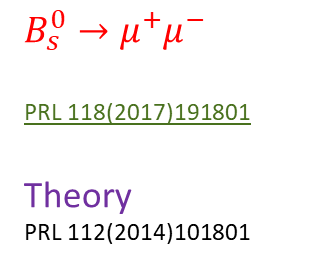 B_s^0 → μ⁺μ⁻
PRL 118(2017)191801
Theory
PRL 112(2014)101801